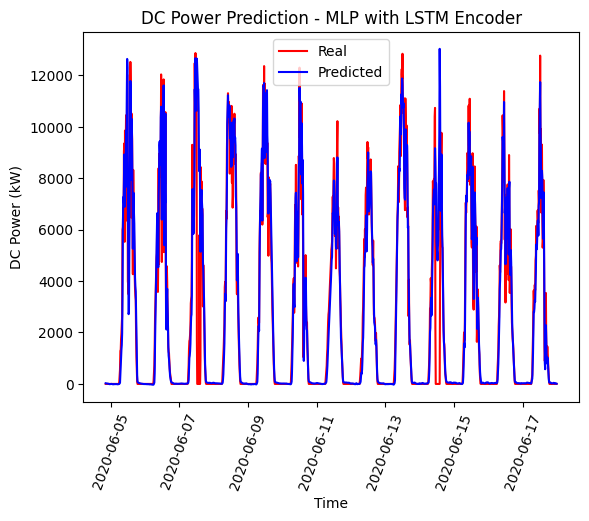 DC Power Prediction - MLP with LSTM Encoder
Real
Predicted
DC Power (kW)
12000
10000
8000
6000
4000
2000
0
2020-06-05
2020-06-07
2020-06-09
2020-06-11
2020-06-13
2020-06-15
2020-06-17
Time